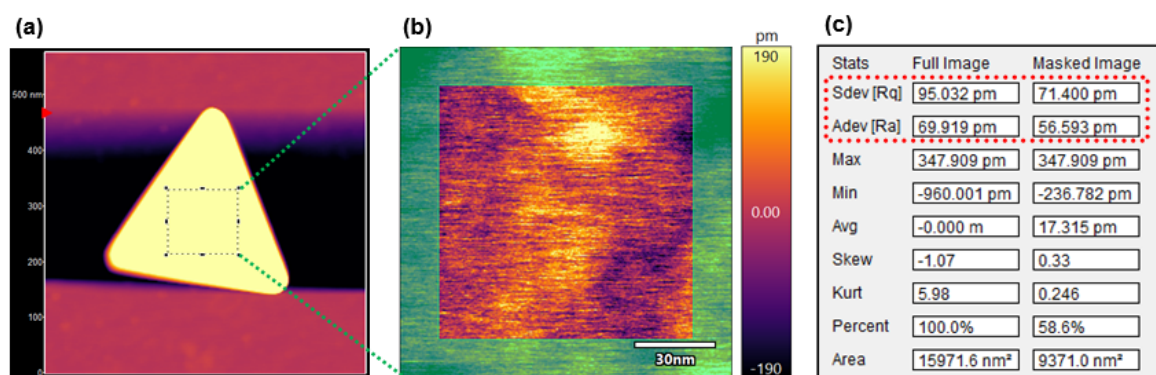 (a)
500 nm
400
300
200
100
0
(b)
pm
190
0.00
-190
30nm
(c)
Stats Full Image Masked Image
Sdev [Rq] 95.032 pm 71.400 pm
Adev [Ra] 69.919 pm 56.593 pm
Max 347.909 pm 347.909 pm
Min -960.001 pm -236.782 pm
Avg -0.000 m 17.315 pm
Skew -1.07 0.33
Kurt 5.98 0.246
Percent 100.0% 58.6%
Area 15971.6 nm² 9371.0 nm²